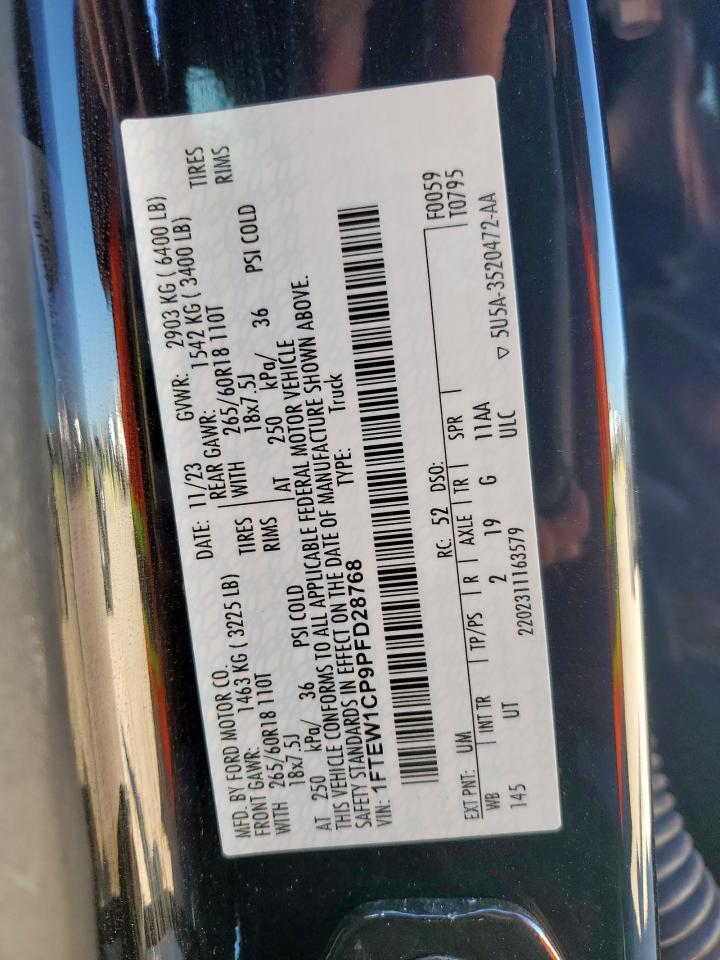 MFD. BY FORD MOTOR CO. DATE: 11/23 GVWR: 2903 KG ( 6400 LB)
FRONT GAWR: 1463 KG ( 3225 LB) REAR GAWR: 1542 KG ( 3400 LB)
WITH 265/60R18 110T TIRES WITH 265/60R18 110T TIRES
18x7.5J RIMS 18x7.5J RIMS
AT 250 kPa/ 36 PSI COLD AT 250 kPa/ 36 PSI COLD
THIS VEHICLE CONFORMS TO ALL APPLICABLE FEDERAL MOTOR VEHICLE
SAFETY STANDARDS IN EFFECT ON THE DATE OF MANUFACTURE SHOWN ABOVE.
VIN: 1FTEW1CP9PFD28768 TYPE: Truck
F0059
EXT PNT: UM RC: 52 DSO: T0795
WB INT TR TP/PS R AXLE TR SPR
145 UT 2 19 G 11AA
2202311163579 ULC ▽ 5U5A-3520472-AA